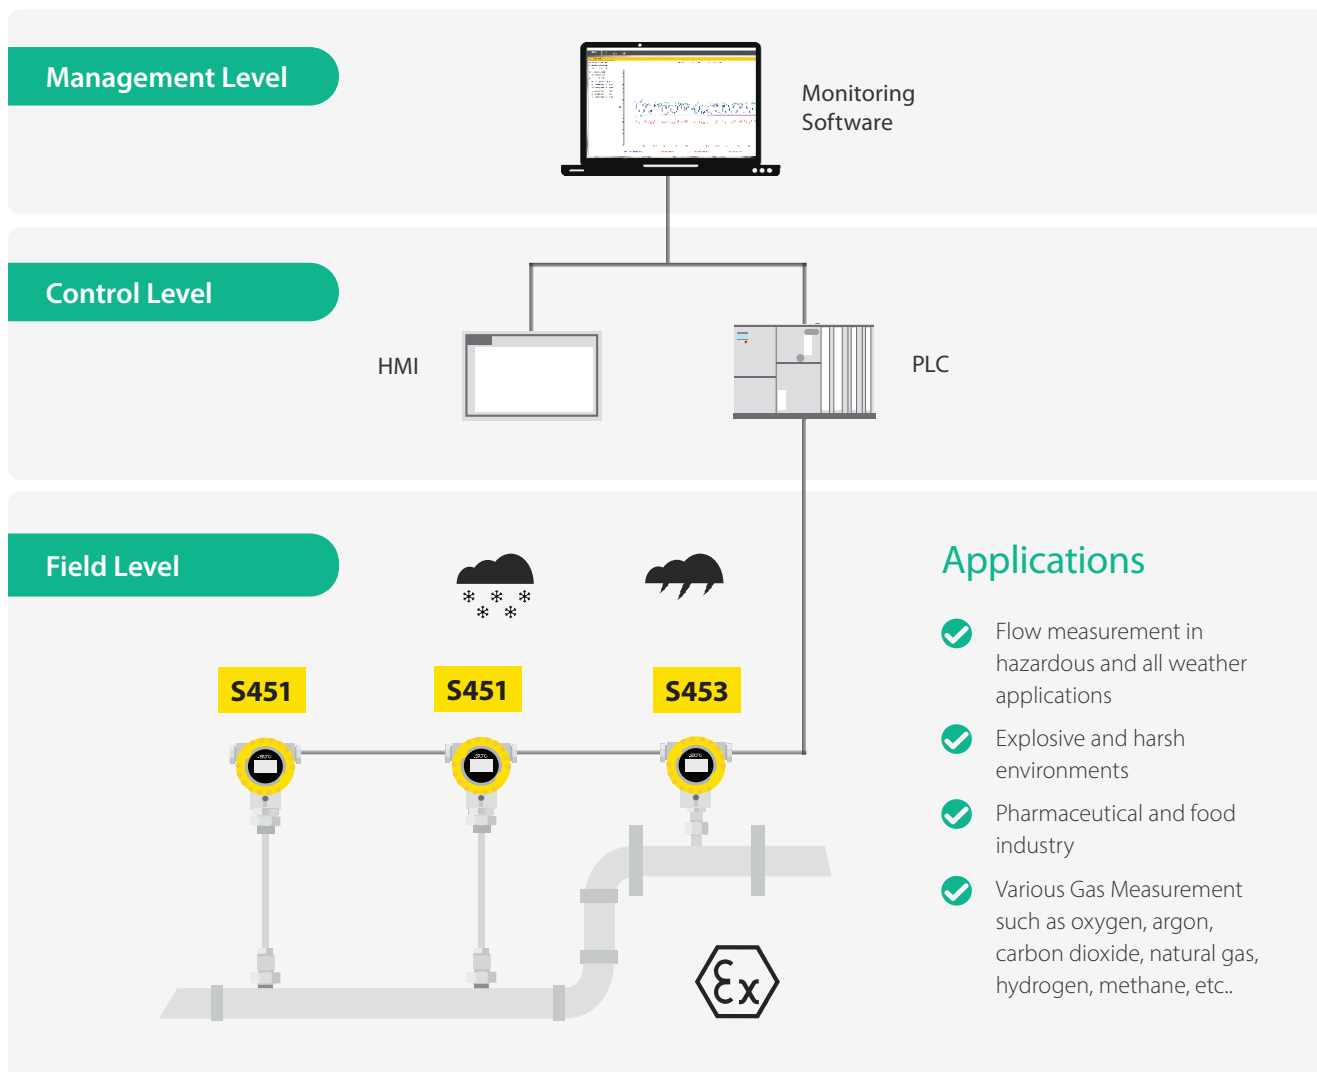 Management Level
Monitoring
Software
Control Level
HMI
PLC
Field Level
Applications
Flow measurement in
hazardous and all weather
applications
Explosive and harsh
environments
Pharmaceutical and food
industry
Various Gas Measurement
such as oxygen, argon,
carbon dioxide, natural gas,
hydrogen, methane, etc..
S451
S451
S453
Ex